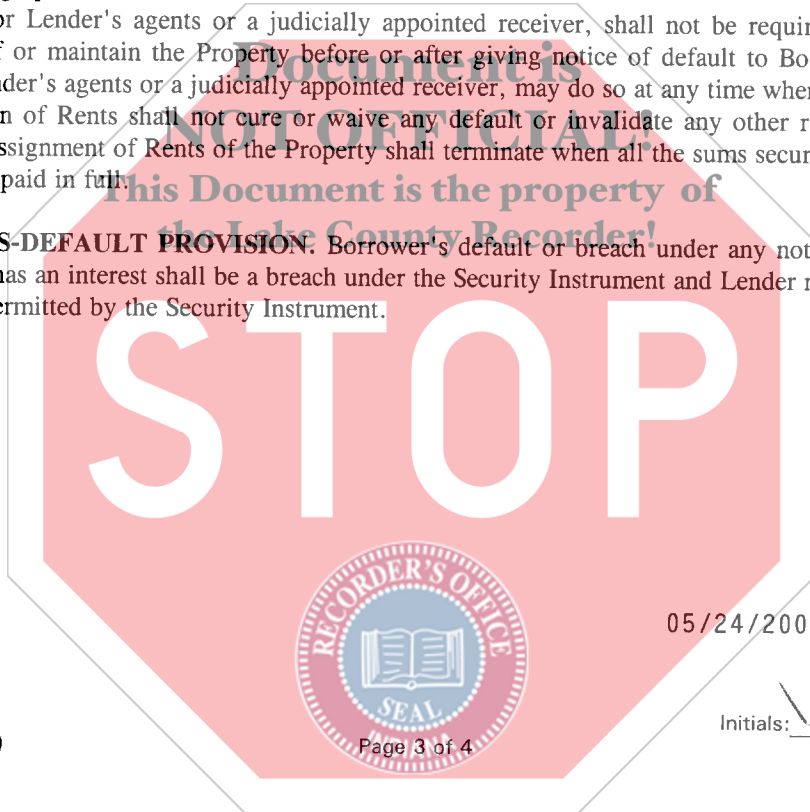 or Lender's agents or a judicially appointed receiver, shall not be requir
f or maintain the Property before or after giving notice of default to Bo
nder's agents or a judicially appointed receiver, may do so at any time when
n of Rents shall not cure or waive any default or invalidate any other r
ssignment of Rents of the Property shall terminate when all the sums secur
paid in full.
S-DEFAULT PROVISION. Borrower's default or breach under any not
has an interest shall be a breach under the Security Instrument and Lender
ermitted by the Security Instrument.
Document is
NOT OFFICIAL!
This Document is the property of
the Lake County Recorder!
STOP
RECORDER'S OFFICE
SEAL
INDIANA
05/24/200
Initials:
Page 3 of 4